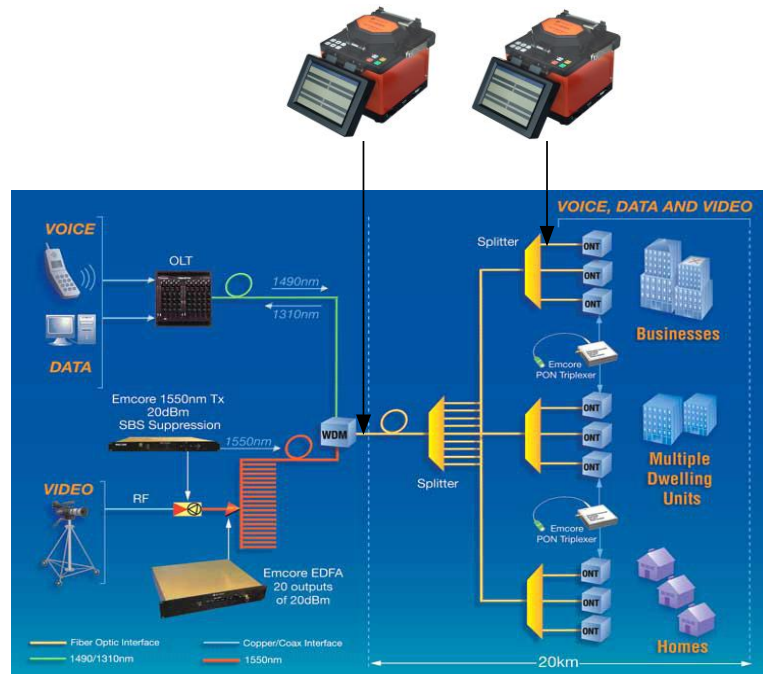 VOICE, DATA AND VIDEO
VOICE
OLT
Splitter
ONT
ONT
ONT
1490nm
1310nm
Businesses
DATA
Emcore
PON Triplexer
Emcore 1550nm Tx
20dBm
SBS Suppression
1550nm
WDM
ONT
ONT
ONT
Multiple
Dwelling
Units
Splitter
VIDEO
RF
Emcore
PON Triplexer
Emcore EDFA
20 outputs
of 20dBm
ONT
ONT
ONT
Homes
Fiber Optic Interface
Copper/Coax Interface
1490/1310nm
1550nm
20km